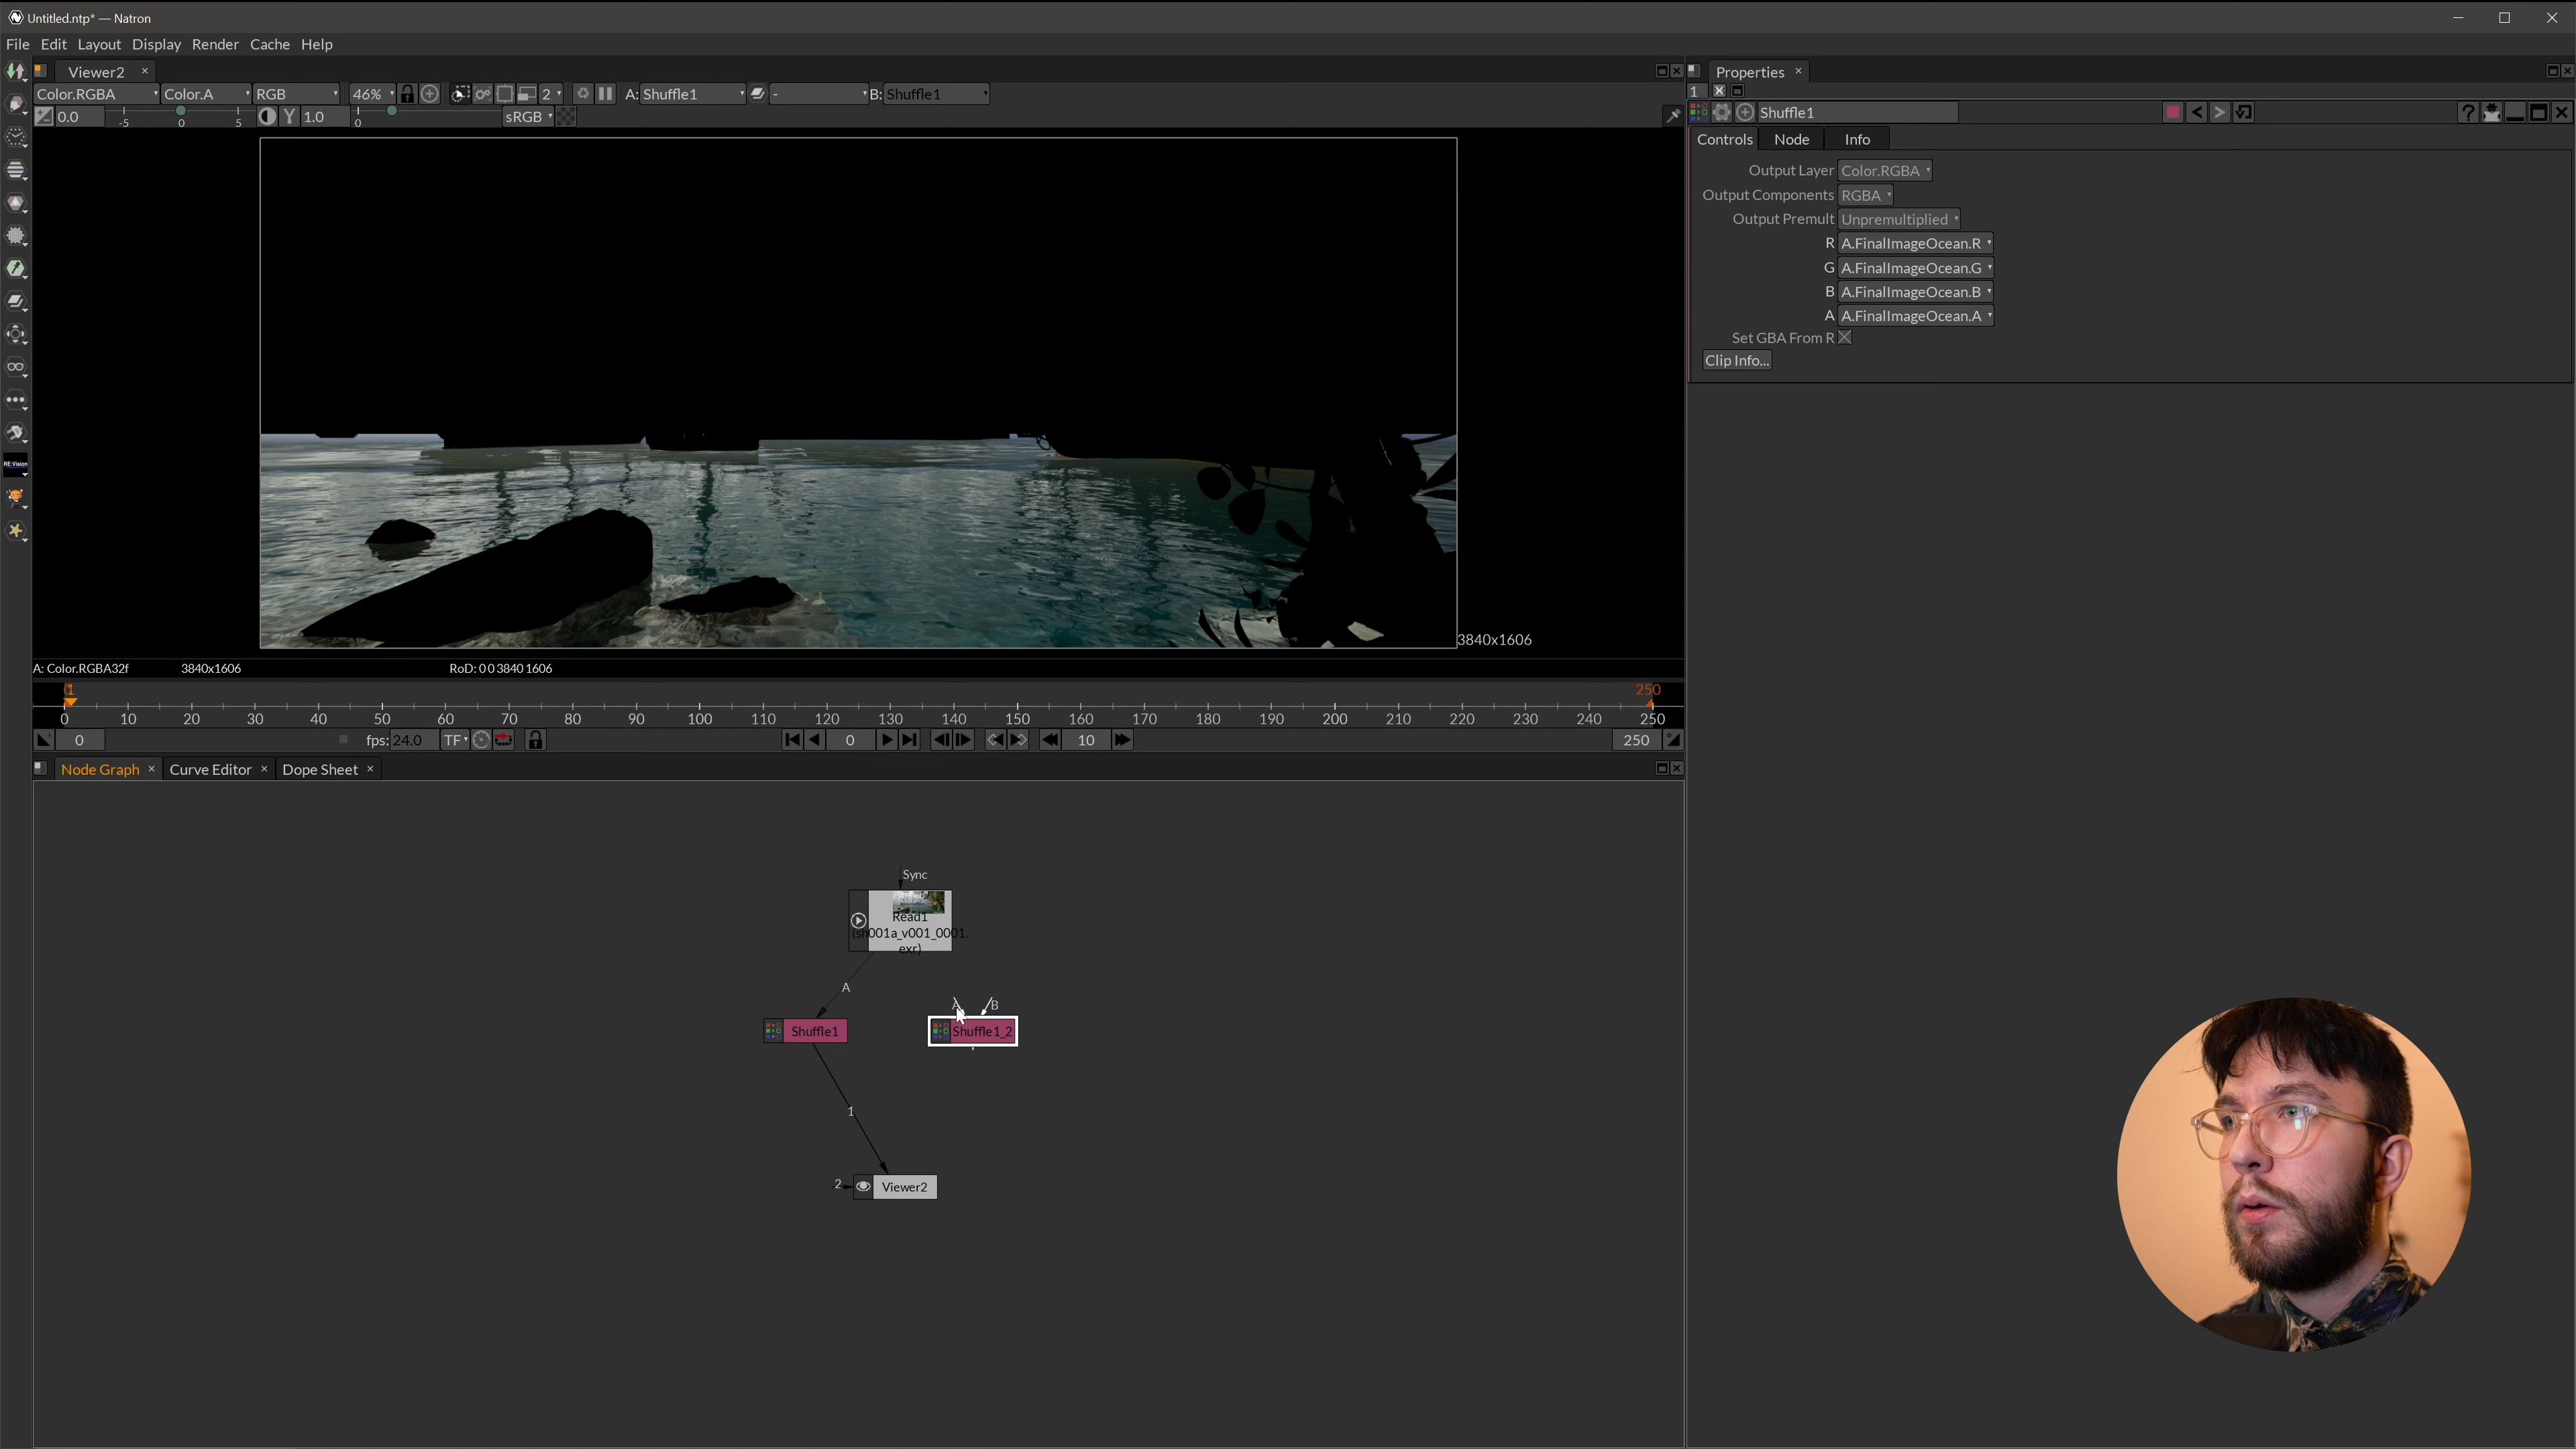 Untitled.ntp* — Natron
File Edit Layout Display Render Cache Help
Viewer2
Color.RGBA Color.A RGB 46% 2 A: Shuffle1 - B: Shuffle1
0.0 -5 0 5 1.0 0 sRGB
3840x1606
A: Color.RGBA32f 3840x1606 RoD: 0 0 3840 1606
1 250
0 10 20 30 40 50 60 70 80 90 100 110 120 130 140 150 160 170 180 190 200 210 220 230 240 250
0 fps: 24.0 TF 0 10 250
Node Graph Curve Editor Dope Sheet
Sync
Read1
(sh001a_v001_0001.
exr)
A
A B
Shuffle1 Shuffle1_2
1
2 Viewer2
RE:Vision
Properties
1
Shuffle1
?
Controls Node Info
Output Layer Color.RGBA
Output Components RGBA
Output Premult Unpremultiplied
R A.FinalImageOcean.R
G A.FinalImageOcean.G
B A.FinalImageOcean.B
A A.FinalImageOcean.A
Set GBA From R
Clip Info...